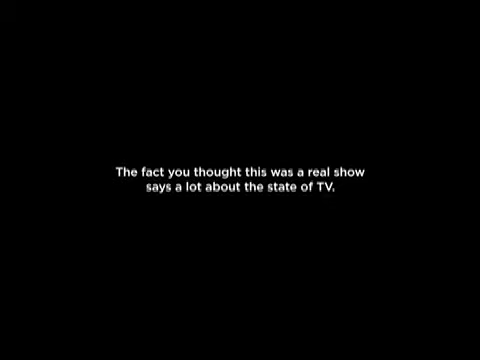 The fact you thought this was a real show
says a lot about the state of TV.